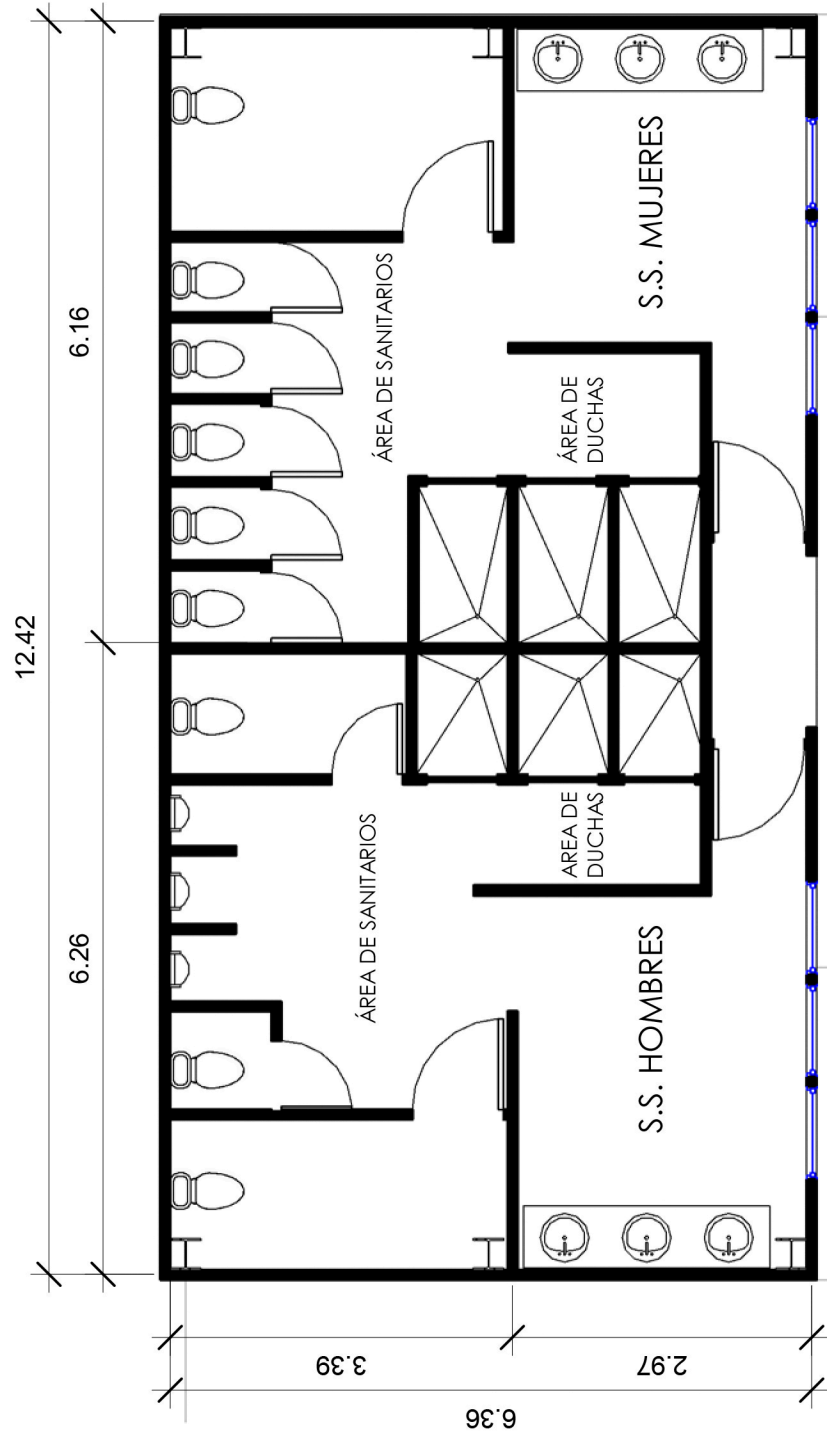 12.42
6.26
6.16
3.39
2.97
6.36
ÁREA DE SANITARIOS
ÁREA DE SANITARIOS
AREA DE
DUCHAS
ÁREA DE
DUCHAS
S.S. HOMBRES
S.S. MUJERES